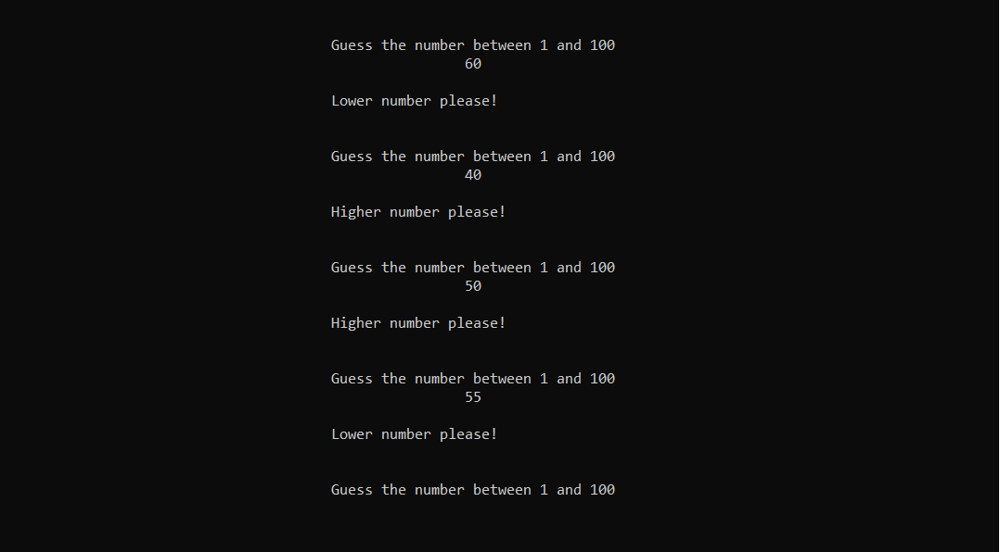 Guess the number between 1 and 100
60
Lower number please!
Guess the number between 1 and 100
40
Higher number please!
Guess the number between 1 and 100
50
Higher number please!
Guess the number between 1 and 100
55
Lower number please!
Guess the number between 1 and 100